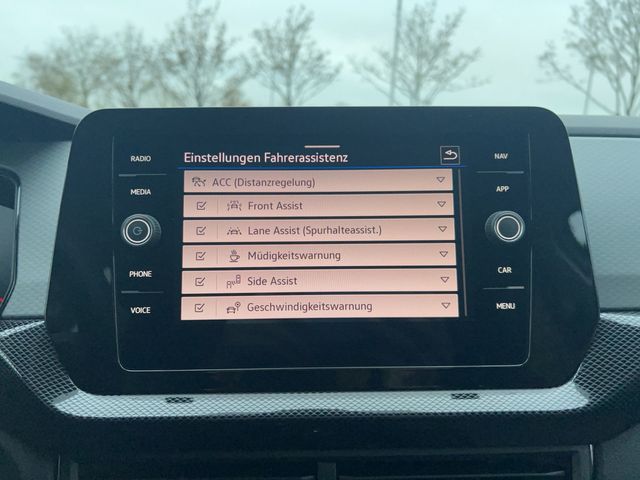 Einstellungen Fahrerassistenz
RADIO
MEDIA
PHONE
VOICE
ACC (Distanzregelung)
Front Assist
Lane Assist (Spurhalteassist.)
Müdigkeitswarnung
Side Assist
Geschwindigkeitswarnung
NAV
APP
CAR
MENU